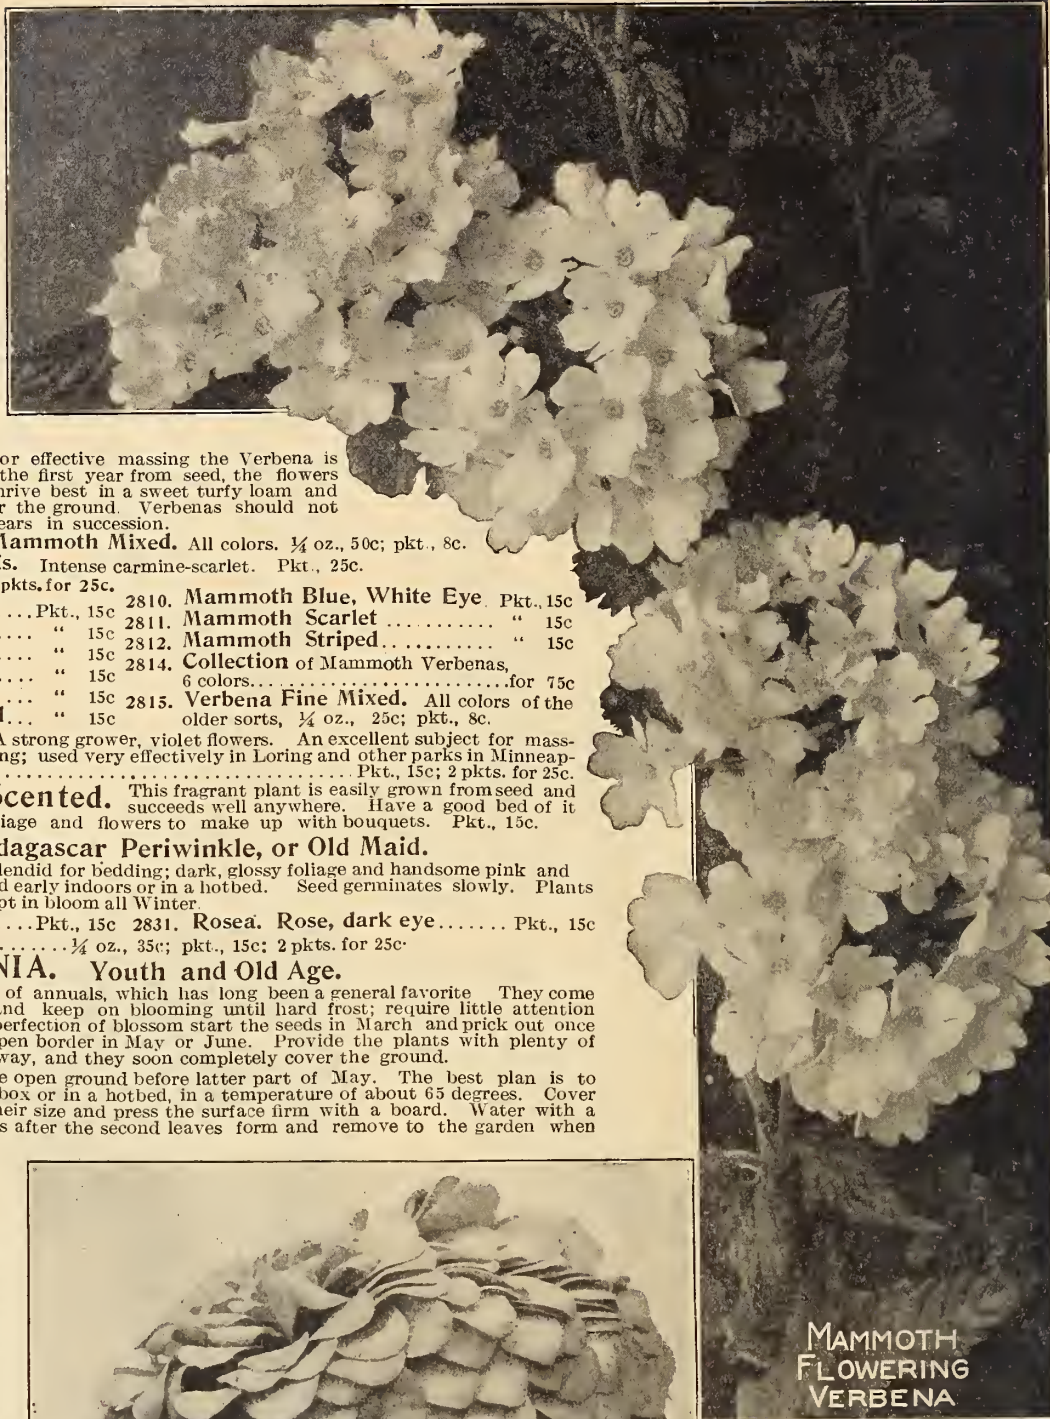 or effective massing the Verbena is
the first year from seed, the flowers
hrive best in a sweet turfy loam and
r the ground. Verbenas should not
ears in succession.
Mammoth Mixed. All colors. ¼ oz., 50c; pkt., 8c.
s. Intense carmine-scarlet. Pkt., 25c.
pkts. for 25c.
...Pkt., 15c
.... " 15c
.... " 15c
.... " 15c
... " 15c
l... " 15c
2810. Mammoth Blue, White Eye. Pkt., 15c
2811. Mammoth Scarlet .......... " 15c
2812. Mammoth Striped........... " 15c
2814. Collection of Mammoth Verbenas,
6 colors..........................for 75c
2815. Verbena Fine Mixed. All colors of the
older sorts, ¼ oz., 25c; pkt., 8c.
A strong grower, violet flowers. An excellent subject for mass-
ng; used very effectively in Loring and other parks in Minneap-
................................... Pkt., 15c; 2 pkts. for 25c.
Scented. This fragrant plant is easily grown from seed and
succeeds well anywhere. Have a good bed of it
liage and flowers to make up with bouquets. Pkt., 15c.
dagascar Periwinkle, or Old Maid.
lendid for bedding; dark, glossy foliage and handsome pink and
d early indoors or in a hotbed. Seed germinates slowly. Plants
pt in bloom all Winter.
....Pkt., 15c 2831. Rosea. Rose, dark eye....... Pkt., 15c
........¼ oz., 35c; pkt., 15c: 2 pkts. for 25c.
NIA. Youth and Old Age.
of annuals, which has long been a general favorite They come
nd keep on blooming until hard frost; require little attention
perfection of blossom start the seeds in March and prick out once
pen border in May or June. Provide the plants with plenty of
way, and they soon completely cover the ground.
e open ground before latter part of May. The best plan is to
box or in a hotbed, in a temperature of about 65 degrees. Cover
heir size and press the surface firm with a board. Water with a
s after the second leaves form and remove to the garden when
MAMMOTH
FLOWERING
VERBENA